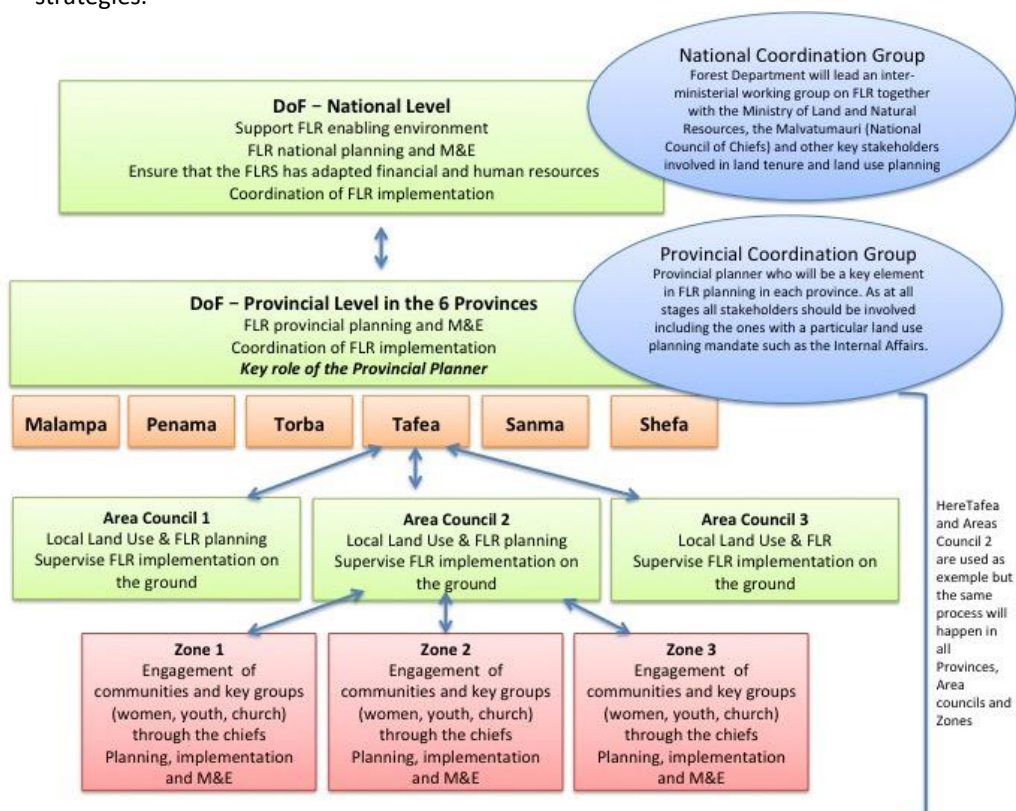 strategies.
National Coordination Group
Forest Department will lead an inter-
ministerial working group on FLR together
with the Ministry of Land and Natural
Resources, the Malvatumauri (National
Council of Chiefs) and other key stakeholders
involved in land tenure and land use planning
DoF – National Level
Support FLR enabling environment
FLR national planning and M&E
Ensure that the FLRS has adapted financial and human resources
Coordination of FLR implementation
Provincial Coordination Group
Provincial planner who will be a key element
in FLR planning in each province. As at all
stages all stakeholders should be involved
including the ones with a particular land use
planning mandate such as the Internal Affairs.
DoF – Provincial Level in the 6 Provinces
FLR provincial planning and M&E
Coordination of FLR implementation
Key role of the Provincial Planner
Malampa
Penama
Torba
Tafea
Sanma
Shefa
Area Council 1
Local Land Use & FLR planning
Supervise FLR implementation on
the ground
Area Council 2
Local Land Use & FLR planning
Supervise FLR implementation on
the ground
Area Council 3
Local Land Use & FLR
Supervise FLR implementation on
the ground
HereTafea
and Areas
Council 2
are used as
exemple but
the same
process will
happen in
all
Provinces,
Area
councils and
Zones
Zone 1
Engagement of
communities and key groups
(women, youth, church)
through the chiefs
Planning, implementation
and M&E
Zone 2
Engagement of
communities and key groups
(women, youth, church)
through the chiefs
Planning, implementation
and M&E
Zone 3
Engagement of
communities and key groups
(women, youth, church)
through the chiefs
Planning, implementation
and M&E